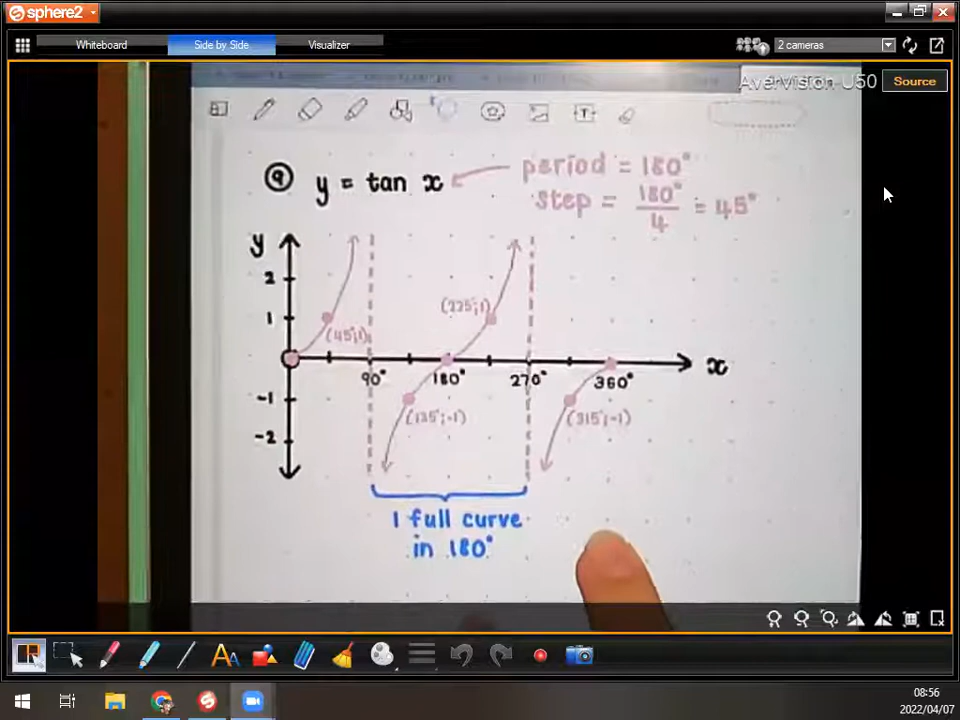 sphere2
Whiteboard
Side by Side
Visualizer
2 cameras
AverVision U50
Source
a y = tan x
period = 180°
step = 180° / 4 = 45°
y
2
1
-1
-2
(45°;1)
(225°;1)
90° 180° 270° 360°
x
(135°;-1)
(315°;-1)
1 full curve
in 180°
08:56
2022/04/07